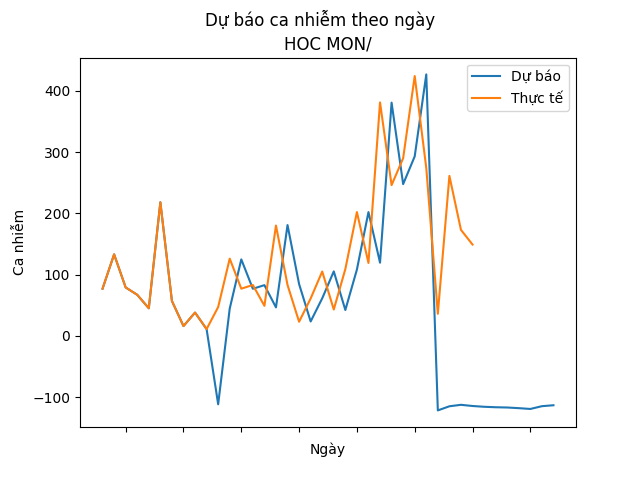 Dự báo ca nhiễm theo ngày
HOC MON/
Dự báo
Thực tế
400
300
200
100
0
−100
Ca nhiễm
Ngày